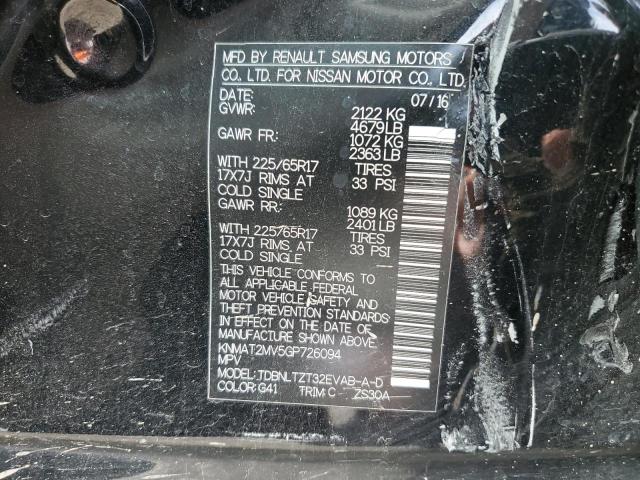 MFD BY RENAULT SAMSUNG MOTORS
CO. LTD. FOR NISSAN MOTOR CO. LTD.
DATE: 07/16
GVWR: 2122 KG
4679 LB
GAWR FR: 1072 KG
2363 LB
WITH 225/65R17 TIRES
17X7J RIMS AT 33 PSI
COLD SINGLE
GAWR RR: 1089 KG
2401 LB
WITH 225/65R17 TIRES
17X7J RIMS AT 33 PSI
COLD SINGLE
THIS VEHICLE CONFORMS TO
ALL APPLICABLE FEDERAL
MOTOR VEHICLE SAFETY AND
THEFT PREVENTION STANDARDS
IN EFFECT ON THE DATE OF
MANUFACTURE SHOWN ABOVE.
KNMAT2MV5GP726094
MPV
MODEL: TDBNLTZT32EVAB-A-D
COLOR: G41 TRIM: C ZS30A